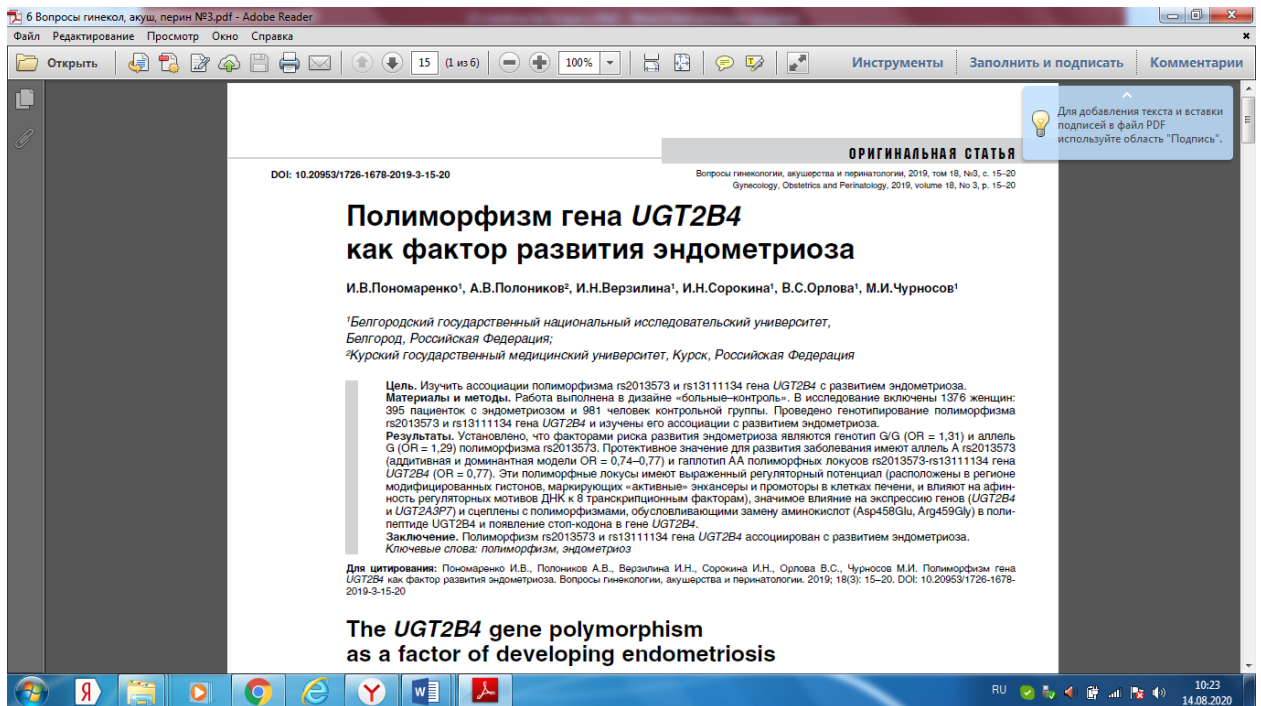 6 Вопросы гинекол, акуш, перин №3.pdf - Adobe Reader
Файл Редактирование Просмотр Окно Справка
Открыть 15 (1 из 6) 100% Инструменты Заполнить и подписать Комментарии
Для добавления текста и вставки
подписей в файл PDF
используйте область "Подпись".
ОРИГИНАЛЬНАЯ СТАТЬЯ
DOI: 10.20953/1726-1678-2019-3-15-20
Вопросы гинекологии, акушерства и перинатологии, 2019, том 18, №3, с. 15–20
Gynecology, Obstetrics and Perinatology, 2019, volume 18, No 3, p. 15–20
Полиморфизм гена UGT2B4
как фактор развития эндометриоза
И.В.Пономаренко¹, А.В.Полоников², И.Н.Верзилина¹, И.Н.Сорокина¹, В.С.Орлова¹, М.И.Чурносов¹
¹Белгородский государственный национальный исследовательский университет,
Белгород, Российская Федерация;
²Курский государственный медицинский университет, Курск, Российская Федерация
Цель. Изучить ассоциации полиморфизма rs2013573 и rs13111134 гена UGT2B4 с развитием эндометриоза.
Материалы и методы. Работа выполнена в дизайне «больные–контроль». В исследование включены 1376 женщин:
395 пациенток с эндометриозом и 981 человек контрольной группы. Проведено генотипирование полиморфизма
rs2013573 и rs13111134 гена UGT2B4 и изучены его ассоциации с развитием эндометриоза.
Результаты. Установлено, что факторами риска развития эндометриоза являются генотип G/G (OR = 1,31) и аллель
G (OR = 1,29) полиморфизма rs2013573. Протективное значение для развития заболевания имеют аллель А rs2013573
(аддитивная и доминантная модели OR = 0,74–0,77) и гаплотип АА полиморфных локусов rs2013573-rs13111134 гена
UGT2B4 (OR = 0,77). Эти полиморфные локусы имеют выраженный регуляторный потенциал (расположены в регионе
модифицированных гистонов, маркирующих «активные» энхансеры и промоторы в клетках печени, и влияют на афин-
ность регуляторных мотивов ДНК к 8 транскрипционным факторам), значимое влияние на экспрессию генов (UGT2B4
и UGT2A3P7) и сцеплены с полиморфизмами, обусловливающими замену аминокислот (Asp458Glu, Arg459Gly) в поли-
пептиде UGT2B4 и появление стоп-кодона в гене UGT2B4.
Заключение. Полиморфизм rs2013573 и rs13111134 гена UGT2B4 ассоциирован с развитием эндометриоза.
Ключевые слова: полиморфизм, эндометриоз
Для цитирования: Пономаренко И.В., Полоников А.В., Верзилина И.Н., Сорокина И.Н., Орлова В.С., Чурносов М.И. Полиморфизм гена
UGT2B4 как фактор развития эндометриоза. Вопросы гинекологии, акушерства и перинатологии. 2019; 18(3): 15–20. DOI: 10.20953/1726-1678-
2019-3-15-20
The UGT2B4 gene polymorphism
as a factor of developing endometriosis
RU 10:23
14.08.2020